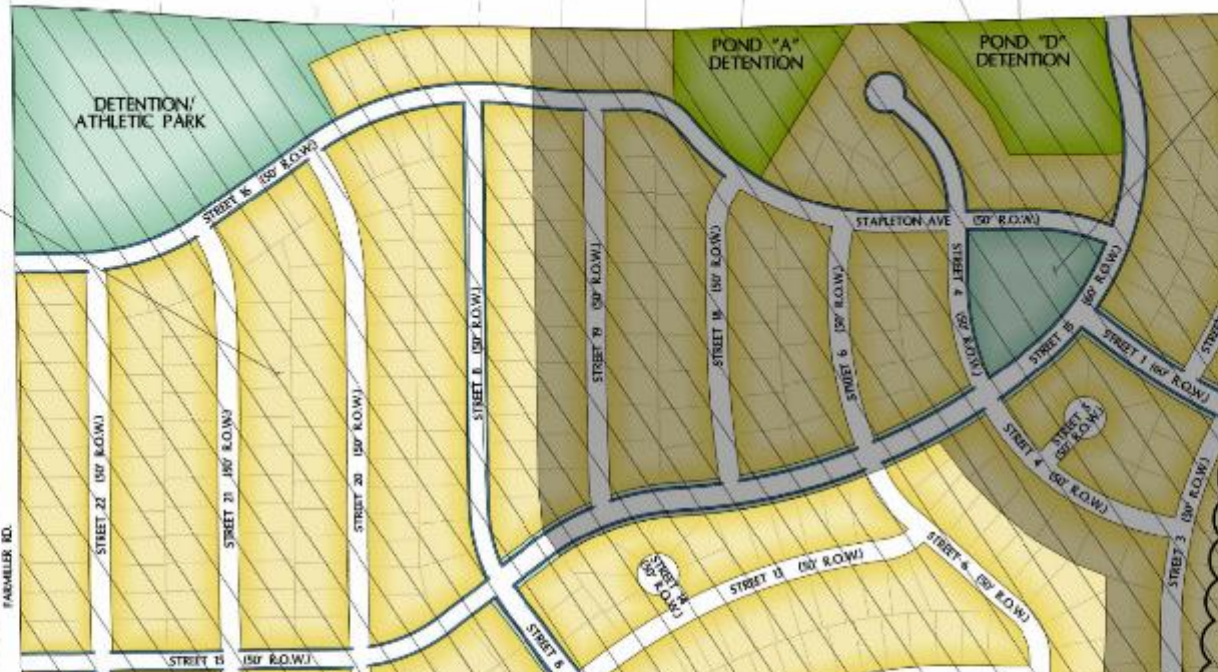 POND "A"
DETENTION
POND "D"
DETENTION
DETENTION/
ATHLETIC PARK
STREET 16 (50' R.O.W.)
STAPLETON AVE (50' R.O.W.)
STREET 22 (50' R.O.W.)
STREET 21 (50' R.O.W.)
STREET 20 (50' R.O.W.)
STREET 8 (50' R.O.W.)
STREET 19 (50' R.O.W.)
STREET 18 (50' R.O.W.)
STREET 9 (50' R.O.W.)
STREET 4 (50' R.O.W.)
STREET 15 (60' R.O.W.)
STREET 1 (60' R.O.W.)
STREET
STREET 5
(50' R.O.W.)
STREET 4 (50' R.O.W.)
STREET 3 (50' R.O.W.)
STREET 14
(50' R.O.W.)
STREET 13 (50' R.O.W.)
STREET 6 (50' R.O.W.)
STREET
STREET 15 (50' R.O.W.)
RD.